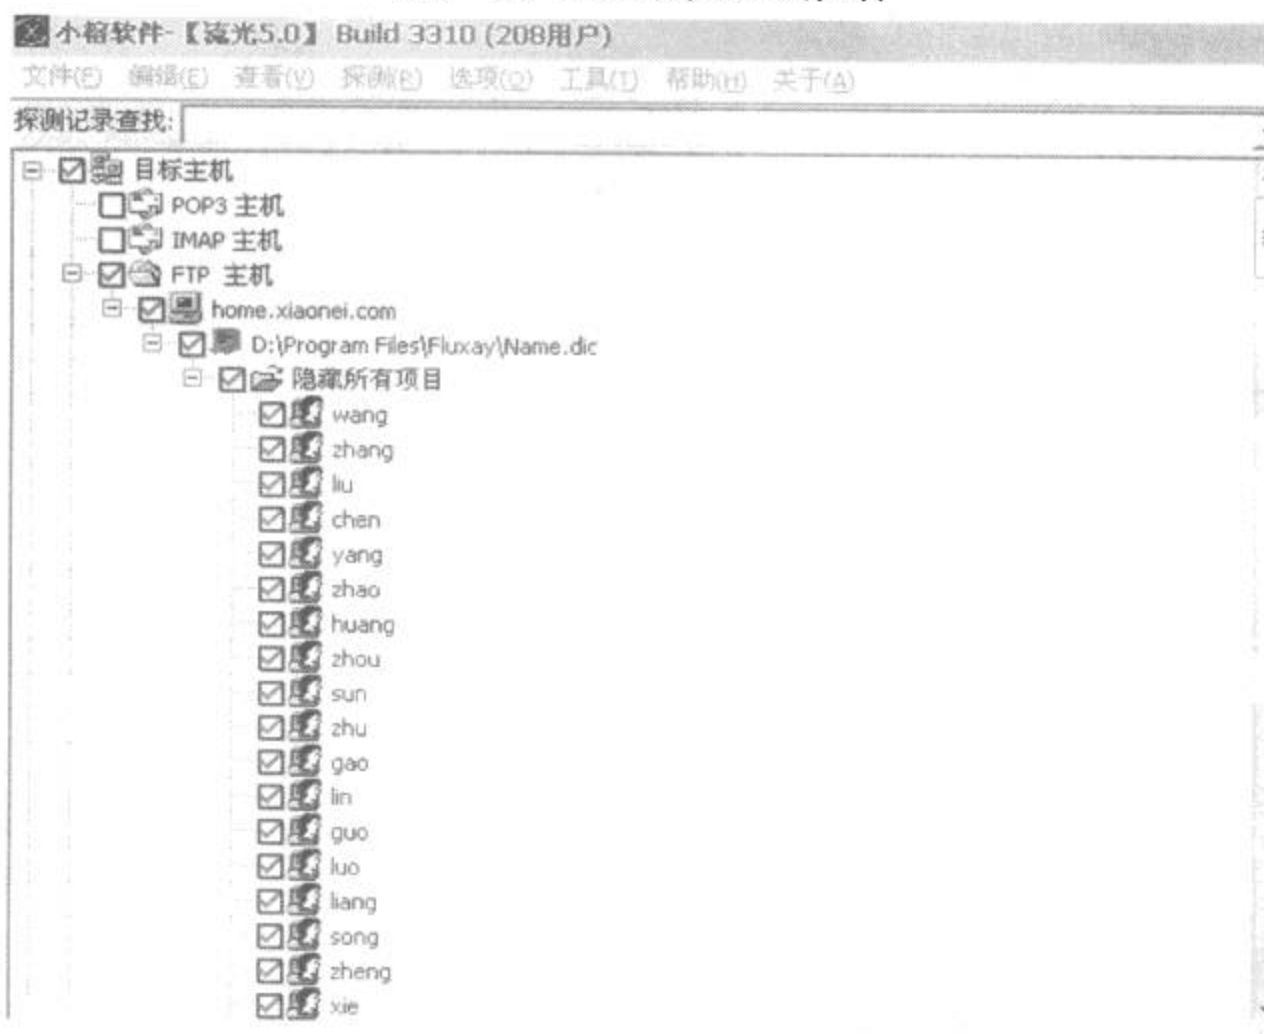 小榕软件-【流光5.0】 Build 3310 (208用户)
文件(F) 编辑(E) 查看(V) 探测(R) 选项(O) 工具(T) 帮助(H) 关于(A)
探测记录查找:
目标主机
POP3 主机
IMAP 主机
FTP 主机
home.xiaonei.com
D:\Program Files\Fluxay\Name.dic
隐藏所有项目
wang
zhang
liu
chen
yang
zhao
huang
zhou
sun
zhu
gao
lin
guo
luo
liang
song
zheng
xie